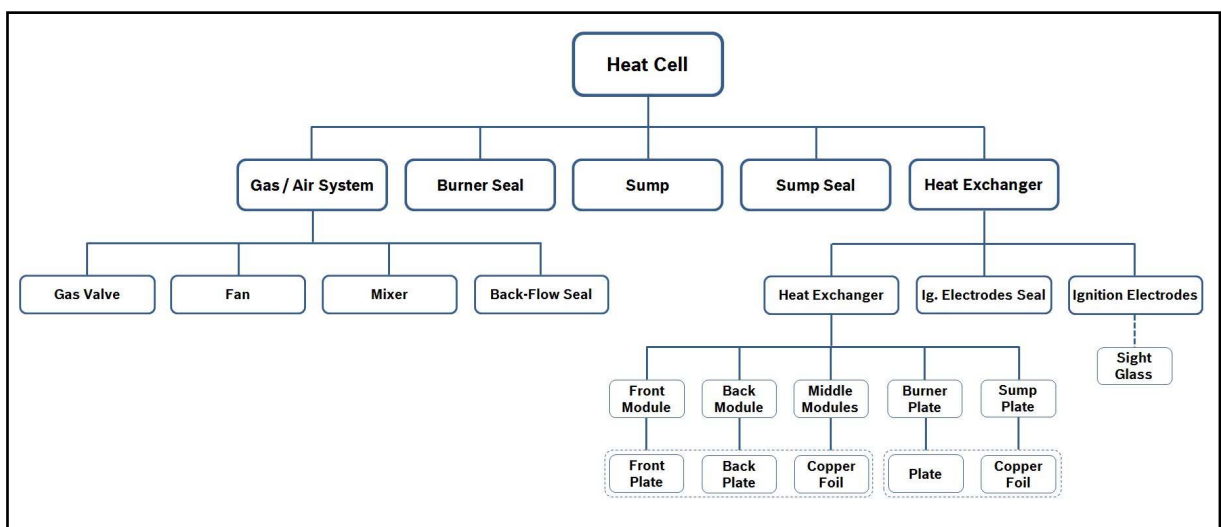 Heat Cell
Gas / Air System
Burner Seal
Sump
Sump Seal
Heat Exchanger
Gas Valve
Fan
Mixer
Back-Flow Seal
Heat Exchanger
Ig. Electrodes Seal
Ignition Electrodes
Sight
Glass
Front
Module
Back
Module
Middle
Modules
Burner
Plate
Sump
Plate
Front
Plate
Back
Plate
Copper
Foil
Plate
Copper
Foil